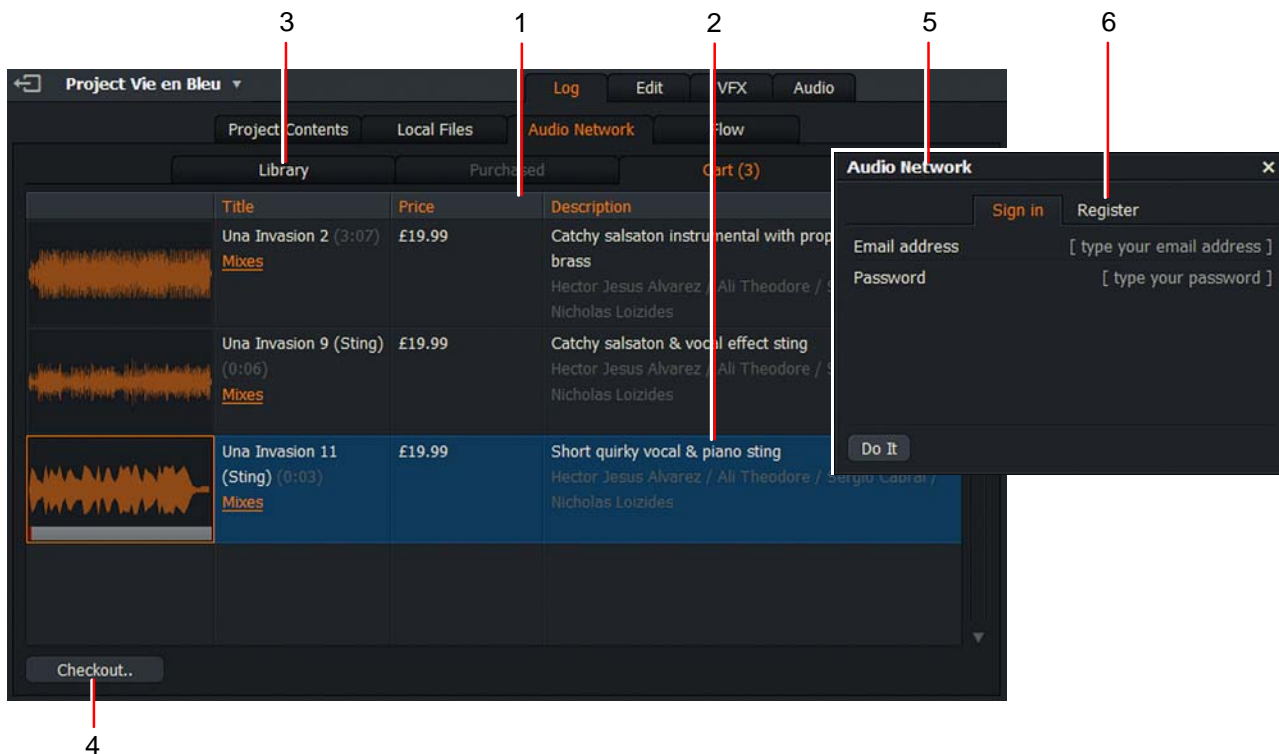 3 1 2 5 6
Project Vie en Bleu
Log Edit VFX Audio
Project Contents Local Files Audio Network Flow
Library Purchased Cart (3)
Title Price Description
Una Invasion 2 (3:07) £19.99 Catchy salsaton instrumental with prop
Mixes brass
Hector Jesus Alvarez / Ali Theodore / S
Nicholas Loizides
Una Invasion 9 (Sting) £19.99 Catchy salsaton & vocal effect sting
(0:06) Hector Jesus Alvarez / Ali Theodore / S
Mixes Nicholas Loizides
Una Invasion 11 £19.99 Short quirky vocal & piano sting
(Sting) (0:03) Hector Jesus Alvarez / Ali Theodore / Sergio Cabral /
Mixes Nicholas Loizides
Checkout..
Audio Network ×
Sign in Register
Email address [ type your email address ]
Password [ type your password ]
Do It
4